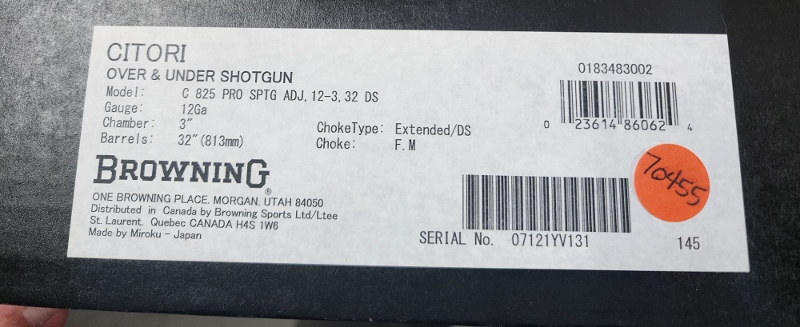 CITORI
OVER & UNDER SHOTGUN
Model: C 825 PRO SPTG ADJ, 12-3, 32 DS
Gauge: 12Ga
Chamber: 3"
Barrels: 32"(813mm)
ChokeType: Extended/DS
Choke: F.M
BROWNING®
ONE BROWNING PLACE. MORGAN. UTAH 84050
Distributed in Canada by Browning Sports Ltd/Ltee
St. Laurent. Quebec CANADA H4S 1W6
Made by Miroku - Japan
0183483002
0 23614 86062 4
70455
SERIAL No. 07121YV131
145